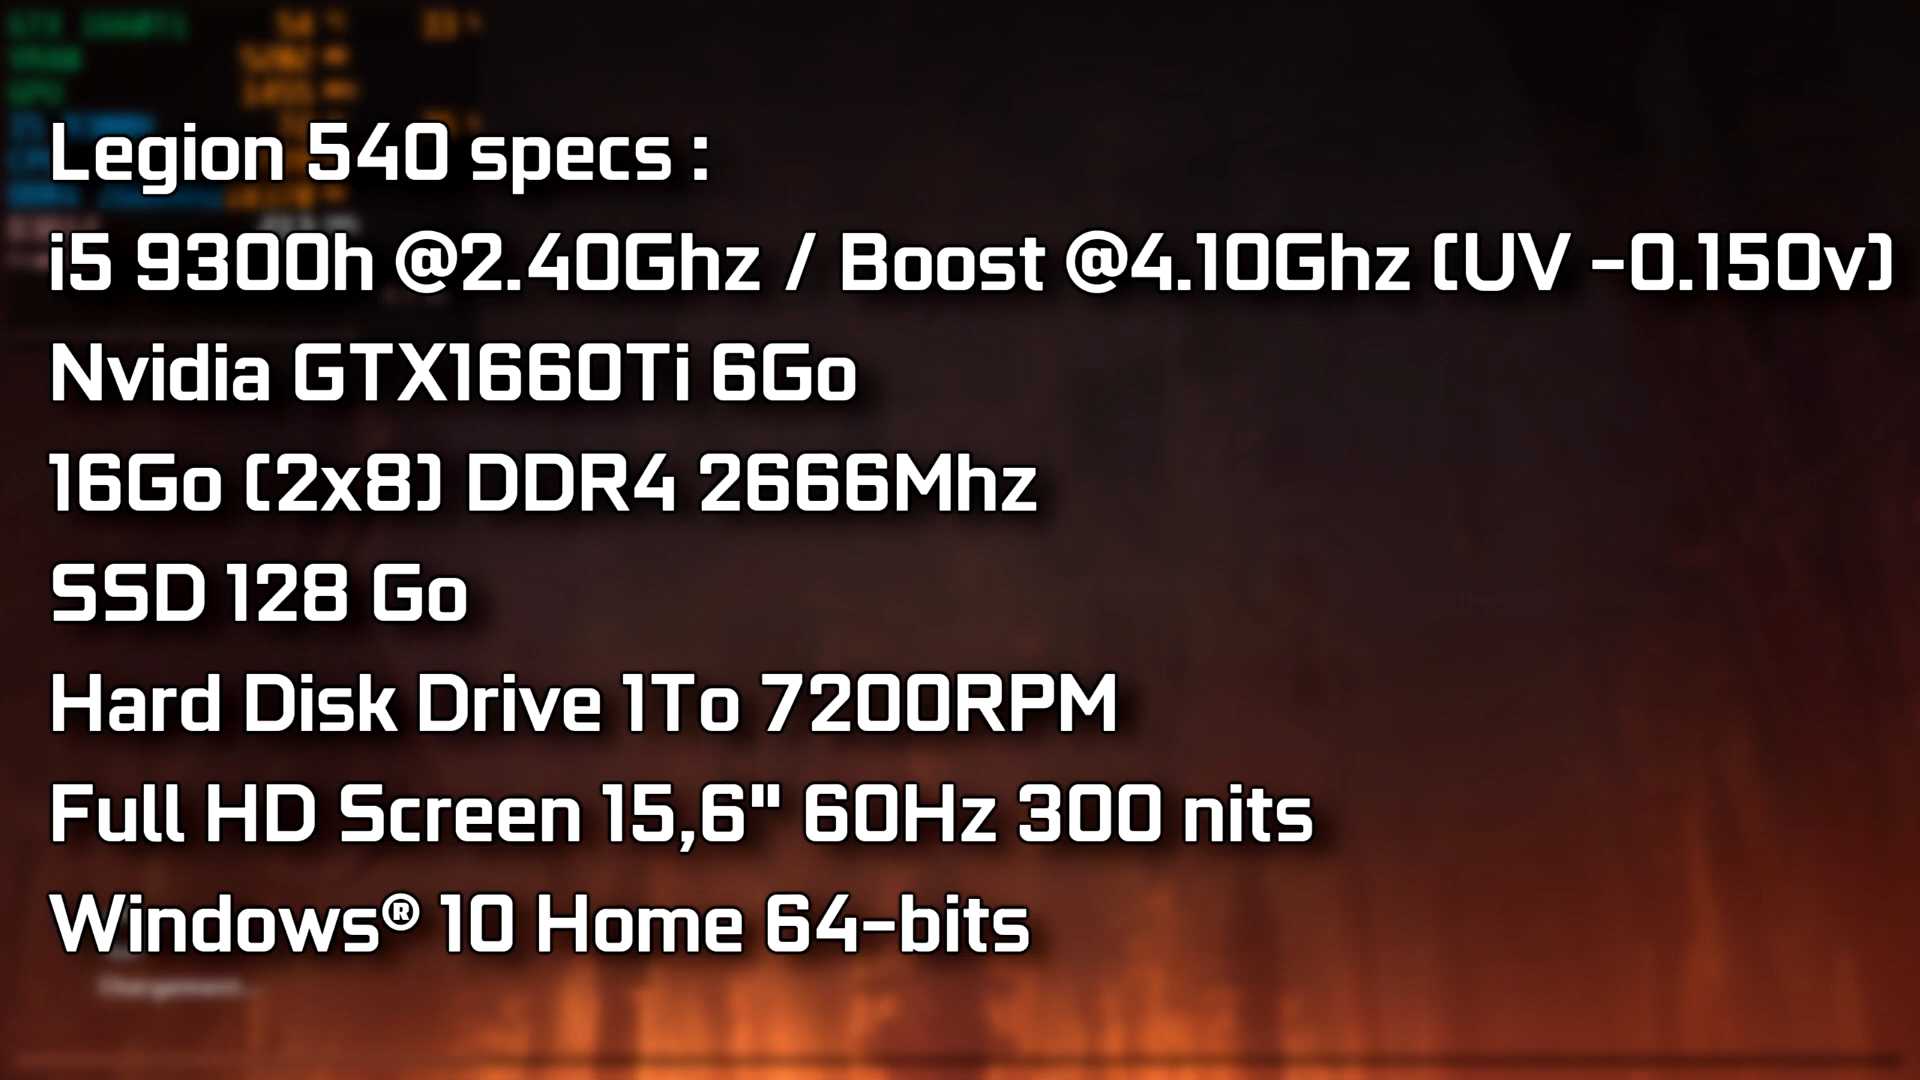 Legion 540 specs :
i5 9300h @2.40Ghz / Boost @4.10Ghz (UV -0.150v)
Nvidia GTX1660Ti 6Go
16Go (2x8) DDR4 2666Mhz
SSD 128 Go
Hard Disk Drive 1To 7200RPM
Full HD Screen 15,6" 60Hz 300 nits
Windows® 10 Home 64-bits
Chargement...